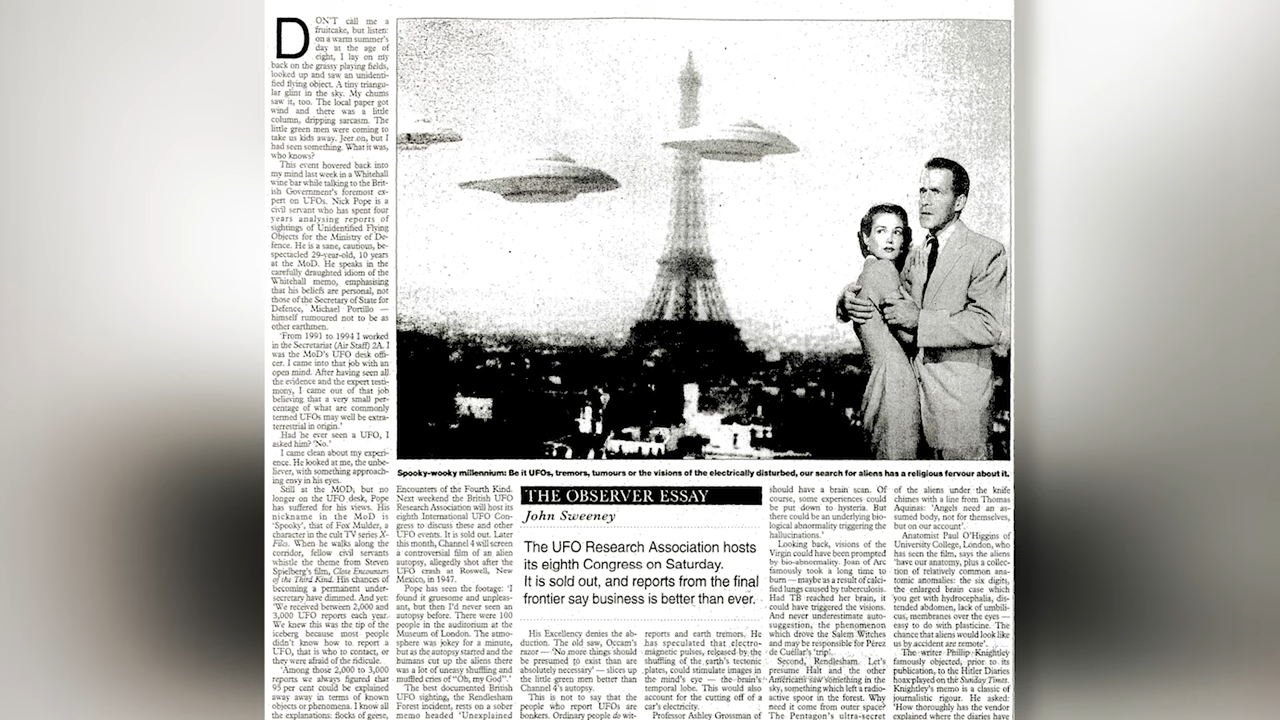 DON'T call me a
fruitcake, but listen:
on a warm summer's
day at the age of
eight, I lay on my
back on the grassy playing fields,
looked up and saw an unidenti-
fied flying object. A tiny triangu-
lar glint in the sky. My chums
saw it, too. The local paper got
wind and there was a little
column, dripping sarcasm. The
little green men were coming to
take us kids away. Jeer on, but I
had seen something. What it was,
who knows?
This event hovered back into
my mind last week in a Whitehall
wine bar while talking to the Brit-
ish Government's foremost ex-
pert on UFOs. Nick Pope is a
civil servant who has spent four
years analysing reports of
sightings of Unidentified Flying
Objects for the Ministry of De-
fence. He is a sane, cautious, be-
spectacled 29-year-old, 10 years
at the MoD. He speaks in the
carefully draughted idiom of the
Whitehall memo, emphasising
that his beliefs are personal, not
those of the Secretary of State for
Defence, Michael Portillo —
himself rumoured not to be as
other earthmen.
'From 1991 to 1994 I worked
in the Secretariat (Air Staff) 2A. I
was the MoD's UFO desk offi-
cer. I came into that job with an
open mind. After having seen all
the evidence and the expert testi-
mony, I came out of that job
believing that a very small per-
centage of what are commonly
termed UFOs may well be extra-
terrestrial in origin.'
Had he ever seen a UFO, I
asked him? 'No.'
I came clean about my experi-
ence. He looked at me, the unbe-
liever, with something approach-
ing envy in his eyes.
Still at the MoD, but no
longer on the UFO desk, Pope
has suffered for his views. His
nickname in the MoD is
'Spooky', that of Fox Mulder, a
character in the cult TV series X-
Files. When he walks along the
corridor, fellow civil servants
whistle the theme from Steven
Spielberg's film, Close Encounters
of the Third Kind. His chances of
becoming a permanent under-
secretary have dimmed. And yet:
'We received between 2,000 and
3,000 UFO reports each year.
We knew this was the tip of the
iceberg because most people
didn't know how to report a
UFO, that is who to contact, or
they were afraid of the ridicule.
'Among those 2,000 to 3,000
reports we always figured that
95 per cent could be explained
away away in terms of known
objects or phenomena. I know all
the explanations: flocks of geese,
Spooky-wooky millennium: Be it UFOs, tremors, tumours or the visions of the electrically disturbed, our search for aliens has a religious fervour about it.
Encounters of the Fourth Kind.
Next weekend the British UFO
Research Association will host its
eighth International UFO Con-
gress to discuss these and other
UFO events. It is sold out. Later
this month, Channel 4 will screen
a controversial film of an alien
autopsy, allegedly shot after the
UFO crash at Roswell, New
Mexico, in 1947.
Pope has seen the footage: 'I
found it gruesome and unpleas-
ant, but then I'd never seen an
autopsy before. There were 100
people in the auditorium at the
Museum of London. The atmo-
sphere was jokey for a minute,
but as the autopsy started and the
humans cut up the aliens there
was a lot of uneasy shuffling and
muffled cries of "Oh, my God".'
The best documented British
UFO sighting, the Rendlesham
Forest incident, rests on a sober
memo headed 'Unexplained
THE OBSERVER ESSAY
John Sweeney
The UFO Research Association hosts
its eighth Congress on Saturday.
It is sold out, and reports from the final
frontier say business is better than ever.
His Excellency denies the ab-
duction. The old saw, Occam's
razor — 'No more things should
be presumed to exist than are
absolutely necessary' — slices up
the little green men better than
Channel 4's autopsy.
This is not to say that the
people who report UFOs are
bonkers. Ordinary people do wit-
reports and earth tremors. He
has speculated that electro-
magnetic pulses, released by the
shuffling of the earth's tectonic
plates, could stimulate images in
the mind's eye — the brain's
temporal lobe. This would also
account for the cutting off of a
car's electricity.
Professor Ashley Grossman of
should have a brain scan. Of
course, some experiences could
be put down to hysteria. But
there could be an underlying bio-
logical abnormality triggering the
hallucinations.'
Looking back, visions of the
Virgin could have been prompted
by bio-abnormality. Joan of Arc
famously took a long time to
burn — maybe as a result of calci-
fied lungs caused by tuberculosis.
Had TB reached her brain, it
could have triggered the visions.
And never underestimate auto-
suggestion, the phenomenon
which drove the Salem Witches
and may be responsible for Pérez
de Cuéllar's 'trip'.
Second, Rendlesham. Let's
presume Halt and the other
Americans saw something in the
sky, something which left a radio-
active spoor in the forest. Why
need it come from outer space?
The Pentagon's ultra-secret
of the aliens under the knife
chimes with a line from Thomas
Aquinas: 'Angels need an as-
sumed body, not for themselves,
but on our account'.
Anatomist Paul O'Higgins of
University College, London, who
has seen the film, says the aliens
'have our anatomy, plus a collec-
tion of relatively common ana-
tomic anomalies: the six digits,
the enlarged brain case which
you get with hydrocephalia, dis-
tended abdomen, lack of umbili-
cus, membranes over the eyes —
easy to do with plasticine. The
chance that aliens would look like
us by accident are remote'.
The writer Phillip Knightley
famously objected, prior to its
publication, to the Hitler Diaries
hoax played on the Sunday Times.
Knightley's memo is a classic of
journalistic rigour. He asked:
'How thoroughly has the vendor
explained where the diaries have